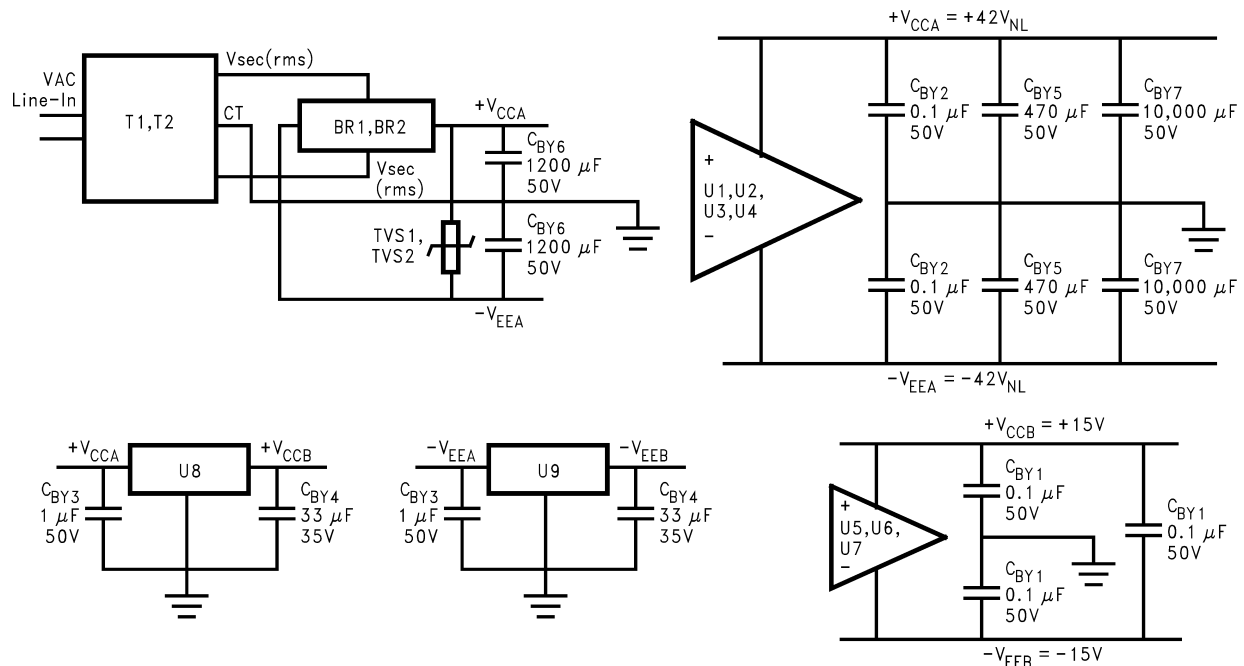 VAC
Line-In
T1,T2
Vsec(rms)
CT
BR1,BR2
Vsec
(rms)
+VCCA
CBY6
1200 µF
50V
CBY6
1200 µF
50V
TVS1,
TVS2
−VEEA
+VCCA = +42VNL
+
U1,U2,
U3,U4
−
CBY2
0.1 µF
50V
CBY5
470 µF
50V
CBY7
10,000 µF
50V
CBY2
0.1 µF
50V
CBY5
470 µF
50V
CBY7
10,000 µF
50V
−VEEA = −42VNL
+VCCA
U8
+VCCB
CBY3
1 µF
50V
CBY4
33 µF
35V
−VEEA
U9
−VEEB
CBY3
1 µF
50V
CBY4
33 µF
35V
+VCCB = +15V
+
U5,U6,
U7
−
CBY1
0.1 µF
50V
CBY1
0.1 µF
50V
CBY1
0.1 µF
50V
−VEEB = −15V